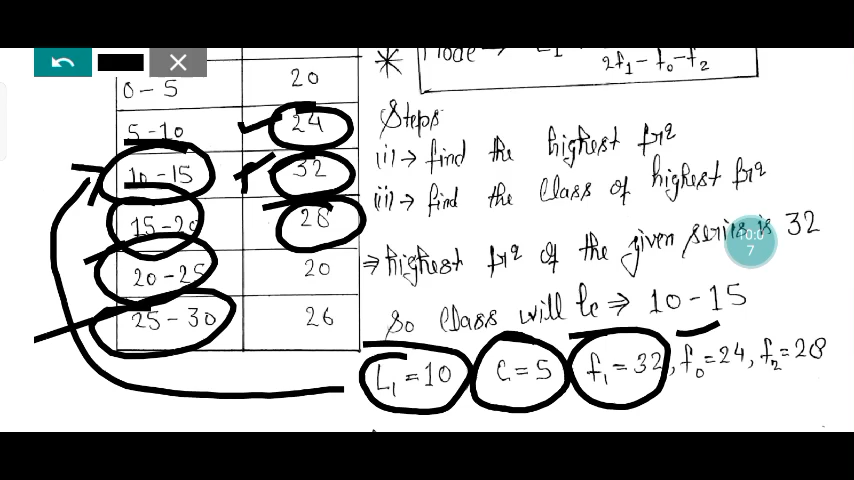 Mode → L₁
2f₁ - f₀ - f₂
0 - 5 20
5 - 10 24
10 - 15 32
15 - 20 28
20 - 25 20
25 - 30 26
Steps
(i) → find the highest frq
(ii) → find the Class of highest frq
⇒ highest frq of the given series is 32
So Class will be ⇒ 10 - 15
L₁ = 10 C = 5 f₁ = 32, f₀ = 24, f₂ = 28